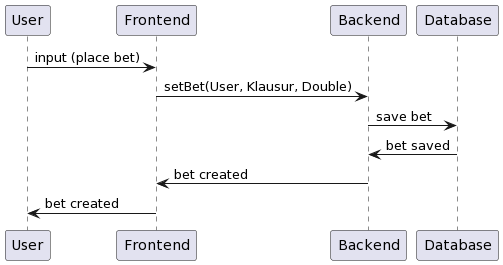 User Frontend Backend Database
input (place bet)
setBet(User, Klausur, Double)
save bet
bet saved
bet created
bet created
User Frontend Backend Database